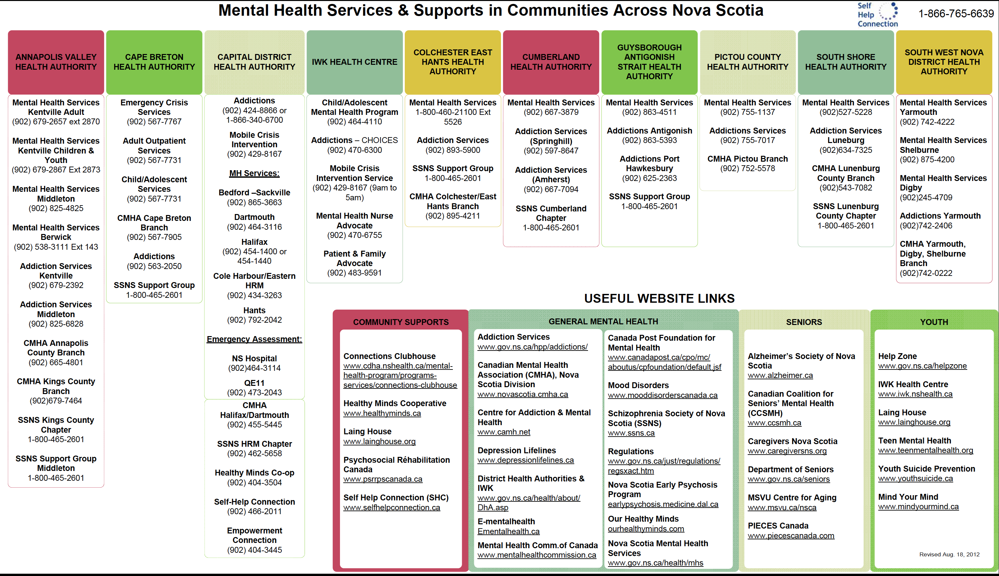 Mental Health Services & Supports in Communities Across Nova Scotia
Self
Help
Connection
1-866-765-6639
ANNAPOLIS VALLEY
HEALTH AUTHORITY
Mental Health Services
Kentville Adult
(902) 679-2657 ext 2870
Mental Health Services
Kentville Children &
Youth
(902) 679-2867 Ext 2873
Mental Health Services
Middleton
(902) 825-4825
Mental Health Services
Berwick
(902) 538-3111 Ext 143
Addiction Services
Kentville
(902) 679-2392
Addiction Services
Middleton
(902) 825-6828
CMHA Annapolis
County Branch
(902) 665-4801
CMHA Kings County
Branch
(902)679-7464
SSNS Kings County
Chapter
1-800-465-2601
SSNS Support Group
Middleton
1-800-465-2601
CAPE BRETON
HEALTH AUTHORITY
Emergency Crisis
Services
(902) 567-7767
Adult Outpatient
Services
(902) 567-7731
Child/Adolescent
Services
(902) 567-7731
CMHA Cape Breton
Branch
(902) 567-7905
Addictions
(902) 563-2050
SSNS Support Group
1-800-465-2601
CAPITAL DISTRICT
HEALTH AUTHORITY
Addictions
(902) 424-8866 or
1-866-340-6700
Mobile Crisis
Intervention
(902) 429-8167
MH Services:
Bedford –Sackville
(902) 865-3663
Dartmouth
(902) 464-3116
Halifax
(902) 454-1400 or
454-1440
Cole Harbour/Eastern
HRM
(902) 434-3263
Hants
(902) 792-2042
Emergency Assessment:
NS Hospital
(902)464-3114
QE11
(902) 473-2043
CMHA
Halifax/Dartmouth
(902) 455-5445
SSNS HRM Chapter
(902) 462-5658
Healthy Minds Co-op
(902) 404-3504
Self-Help Connection
(902) 466-2011
Empowerment
Connection
(902) 404-3445
IWK HEALTH CENTRE
Child/Adolescent
Mental Health Program
(902) 464-4110
Addictions – CHOICES
(902) 470-6300
Mobile Crisis
Intervention Service
(902) 429-8167 (9am to
5am)
Mental Health Nurse
Advocate
(902) 470-6755
Patient & Family
Advocate
(902) 483-9591
COLCHESTER EAST
HANTS HEALTH
AUTHORITY
Mental Health Services
1-800-460-21100 Ext
5526
Addiction Services
(902) 893-5900
SSNS Support Group
1-800-465-2601
CMHA Colchester/East
Hants Branch
(902) 895-4211
CUMBERLAND
HEALTH AUTHORITY
Mental Health Services
(902) 667-3879
Addiction Services
(Springhill)
(902) 597-8647
Addiction Services
(Amherst)
(902) 667-7094
SSNS Cumberland
Chapter
1-800-465-2601
GUYSBOROUGH
ANTIGONISH
STRAIT HEALTH
AUTHORITY
Mental Health Services
(902) 863-4511
Addictions Antigonish
(902) 863-5393
Addictions Port
Hawkesbury
(902) 625-2363
SSNS Support Group
1-800-465-2601
PICTOU COUNTY
HEALTH AUTHORITY
Mental Health Services
(902) 755-1137
Addictions Services
(902) 755-7017
CMHA Pictou Branch
(902) 752-5578
SOUTH SHORE
HEALTH AUTHORITY
Mental Health Services
(902)527-5228
Addiction Services
Luneburg
(902)634-7325
CMHA Lunenburg
County Branch
(902)543-7082
SSNS Lunenburg
County Chapter
1-800-465-2601
SOUTH WEST NOVA
DISTRICT HEALTH
AUTHORITY
Mental Health Services
Yarmouth
(902) 742-4222
Mental Health Services
Shelburne
(902) 875-4200
Mental Health Services
Digby
(902)245-4709
Addictions Yarmouth
(902)742-2406
CMHA Yarmouth,
Digby, Shelburne
Branch
(902)742-0222
USEFUL WEBSITE LINKS
COMMUNITY SUPPORTS
Connections Clubhouse
www.cdha.nshealth.ca/mental-
health-program/programs-
services/connections-clubhouse
Healthy Minds Cooperative
www.healthyminds.ca
Laing House
www.lainghouse.org
Psychosocial Réhabilitation
Canada
www.psrrpscanada.ca
Self Help Connection (SHC)
www.selfhelpconnection.ca
GENERAL MENTAL HEALTH
Addiction Services
www.gov.ns.ca/hpp/addictions/
Canadian Mental Health
Association (CMHA), Nova
Scotia Division
www.novascotia.cmha.ca
Centre for Addiction & Mental
Health
www.camh.net
Depression Lifelines
www.depressionlifelines.ca
District Health Authorities &
IWK
www.gov.ns.ca/health/about/
DhA.asp
E-mentalhealth
Ementalhealth.ca
Mental Health Comm.of Canada
www.mentalhealthcommission.ca
Canada Post Foundation for
Mental Health
www.canadapost.ca/cpo/mc/
aboutus/cpfoundation/default.jsf
Mood Disorders
www.mooddisorderscanada.ca
Schizophrenia Society of Nova
Scotia (SSNS)
www.ssns.ca
Regulations
www.gov.ns.ca/just/regulations/
regsxact.htm
Nova Scotia Early Psychosis
Program
earlypsychosis.medicine.dal.ca
Our Healthy Minds
ourhealthyminds.com
Nova Scotia Mental Health
Services
www.gov.ns.ca/health/mhs
SENIORS
Alzheimer’s Society of Nova
Scotia
www.alzheimer.ca
Canadian Coalition for
Seniors’ Mental Health
(CCSMH)
www.ccsmh.ca
Caregivers Nova Scotia
www.caregiversns.org
Department of Seniors
www.gov.ns.ca/seniors
MSVU Centre for Aging
www.msvu.ca/nsca
PIECES Canada
www.piecescanada.com
YOUTH
Help Zone
www.gov.ns.ca/helpzone
IWK Health Centre
www.iwk.nshealth.ca
Laing House
www.lainghouse.org
Teen Mental Health
www.teenmentalhealth.org
Youth Suicide Prevention
www.youthsuicide.ca
Mind Your Mind
www.mindyourmind.ca
Revised Aug. 18, 2012